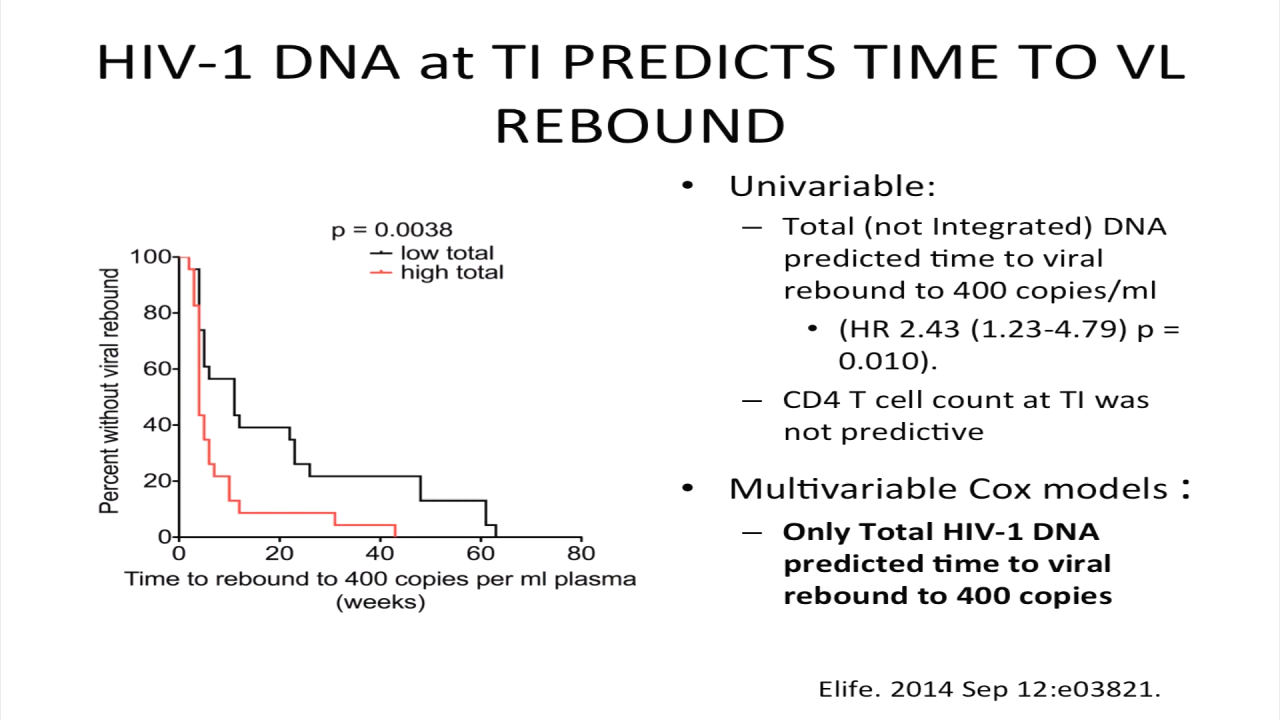 HIV-1 DNA at TI PREDICTS TIME TO VL
REBOUND
p = 0.0038
low total
high total
Percent without viral rebound
100
80
60
40
20
0
0 20 40 60 80
Time to rebound to 400 copies per ml plasma
(weeks)
• Univariable:
– Total (not Integrated) DNA
predicted time to viral
rebound to 400 copies/ml
• (HR 2.43 (1.23-4.79) p =
0.010).
– CD4 T cell count at TI was
not predictive
• Multivariable Cox models :
– Only Total HIV-1 DNA
predicted time to viral
rebound to 400 copies
Elife. 2014 Sep 12:e03821.